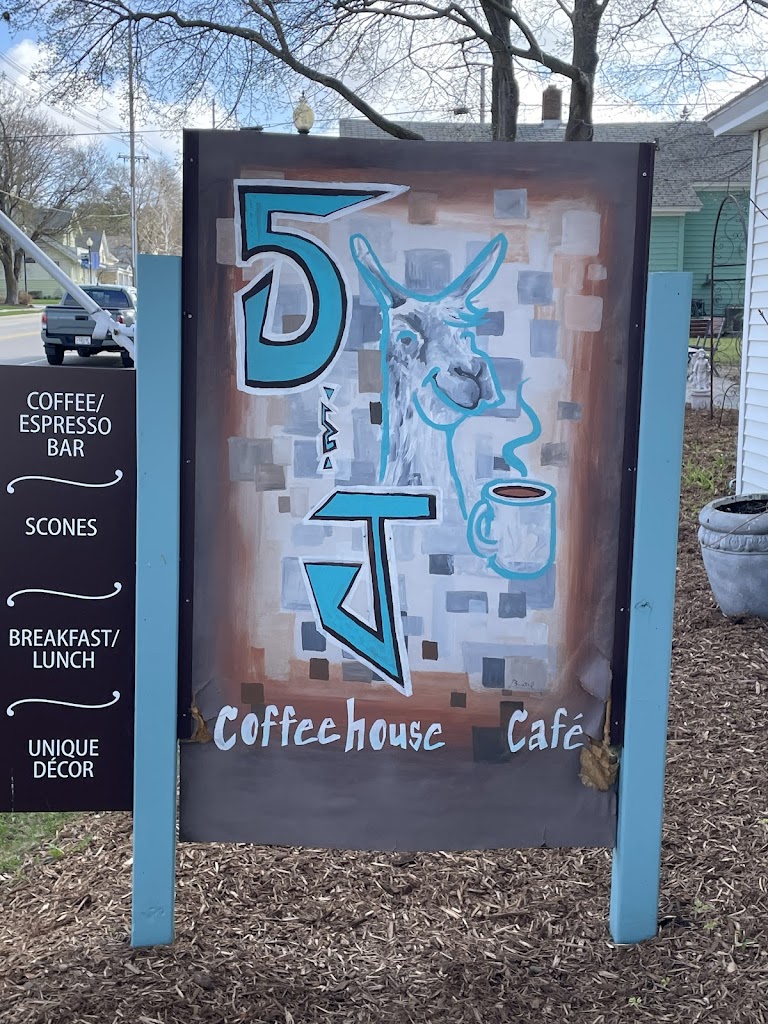 COFFEE/
ESPRESSO
BAR
SCONES
BREAKFAST/
LUNCH
UNIQUE
DÉCOR
5
&
J
Coffeehouse Café